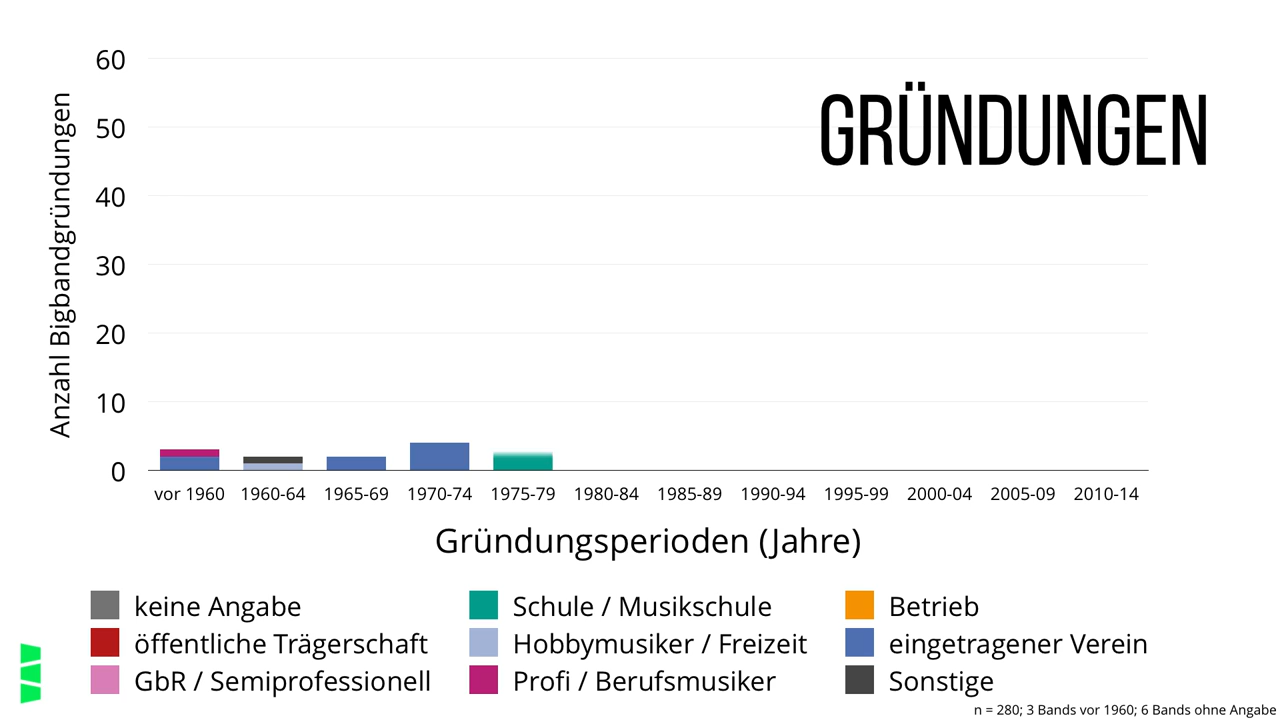 GRÜNDUNGEN
Anzahl Bigbandgründungen
60
50
40
30
20
10
0
vor 1960 1960-64 1965-69 1970-74 1975-79 1980-84 1985-89 1990-94 1995-99 2000-04 2005-09 2010-14
Gründungsperioden (Jahre)
keine Angabe Schule / Musikschule Betrieb
öffentliche Trägerschaft Hobbymusiker / Freizeit eingetragener Verein
GbR / Semiprofessionell Profi / Berufsmusiker Sonstige
n = 280; 3 Bands vor 1960; 6 Bands ohne Angabe